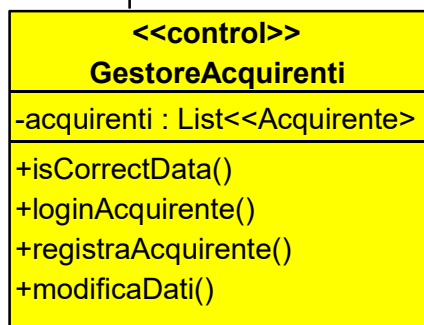 <<control>>
GestoreAcquirenti
-acquirenti : List<<Acquirente>
+isCorrectData()
+loginAcquirente()
+registraAcquirente()
+modificaDati()